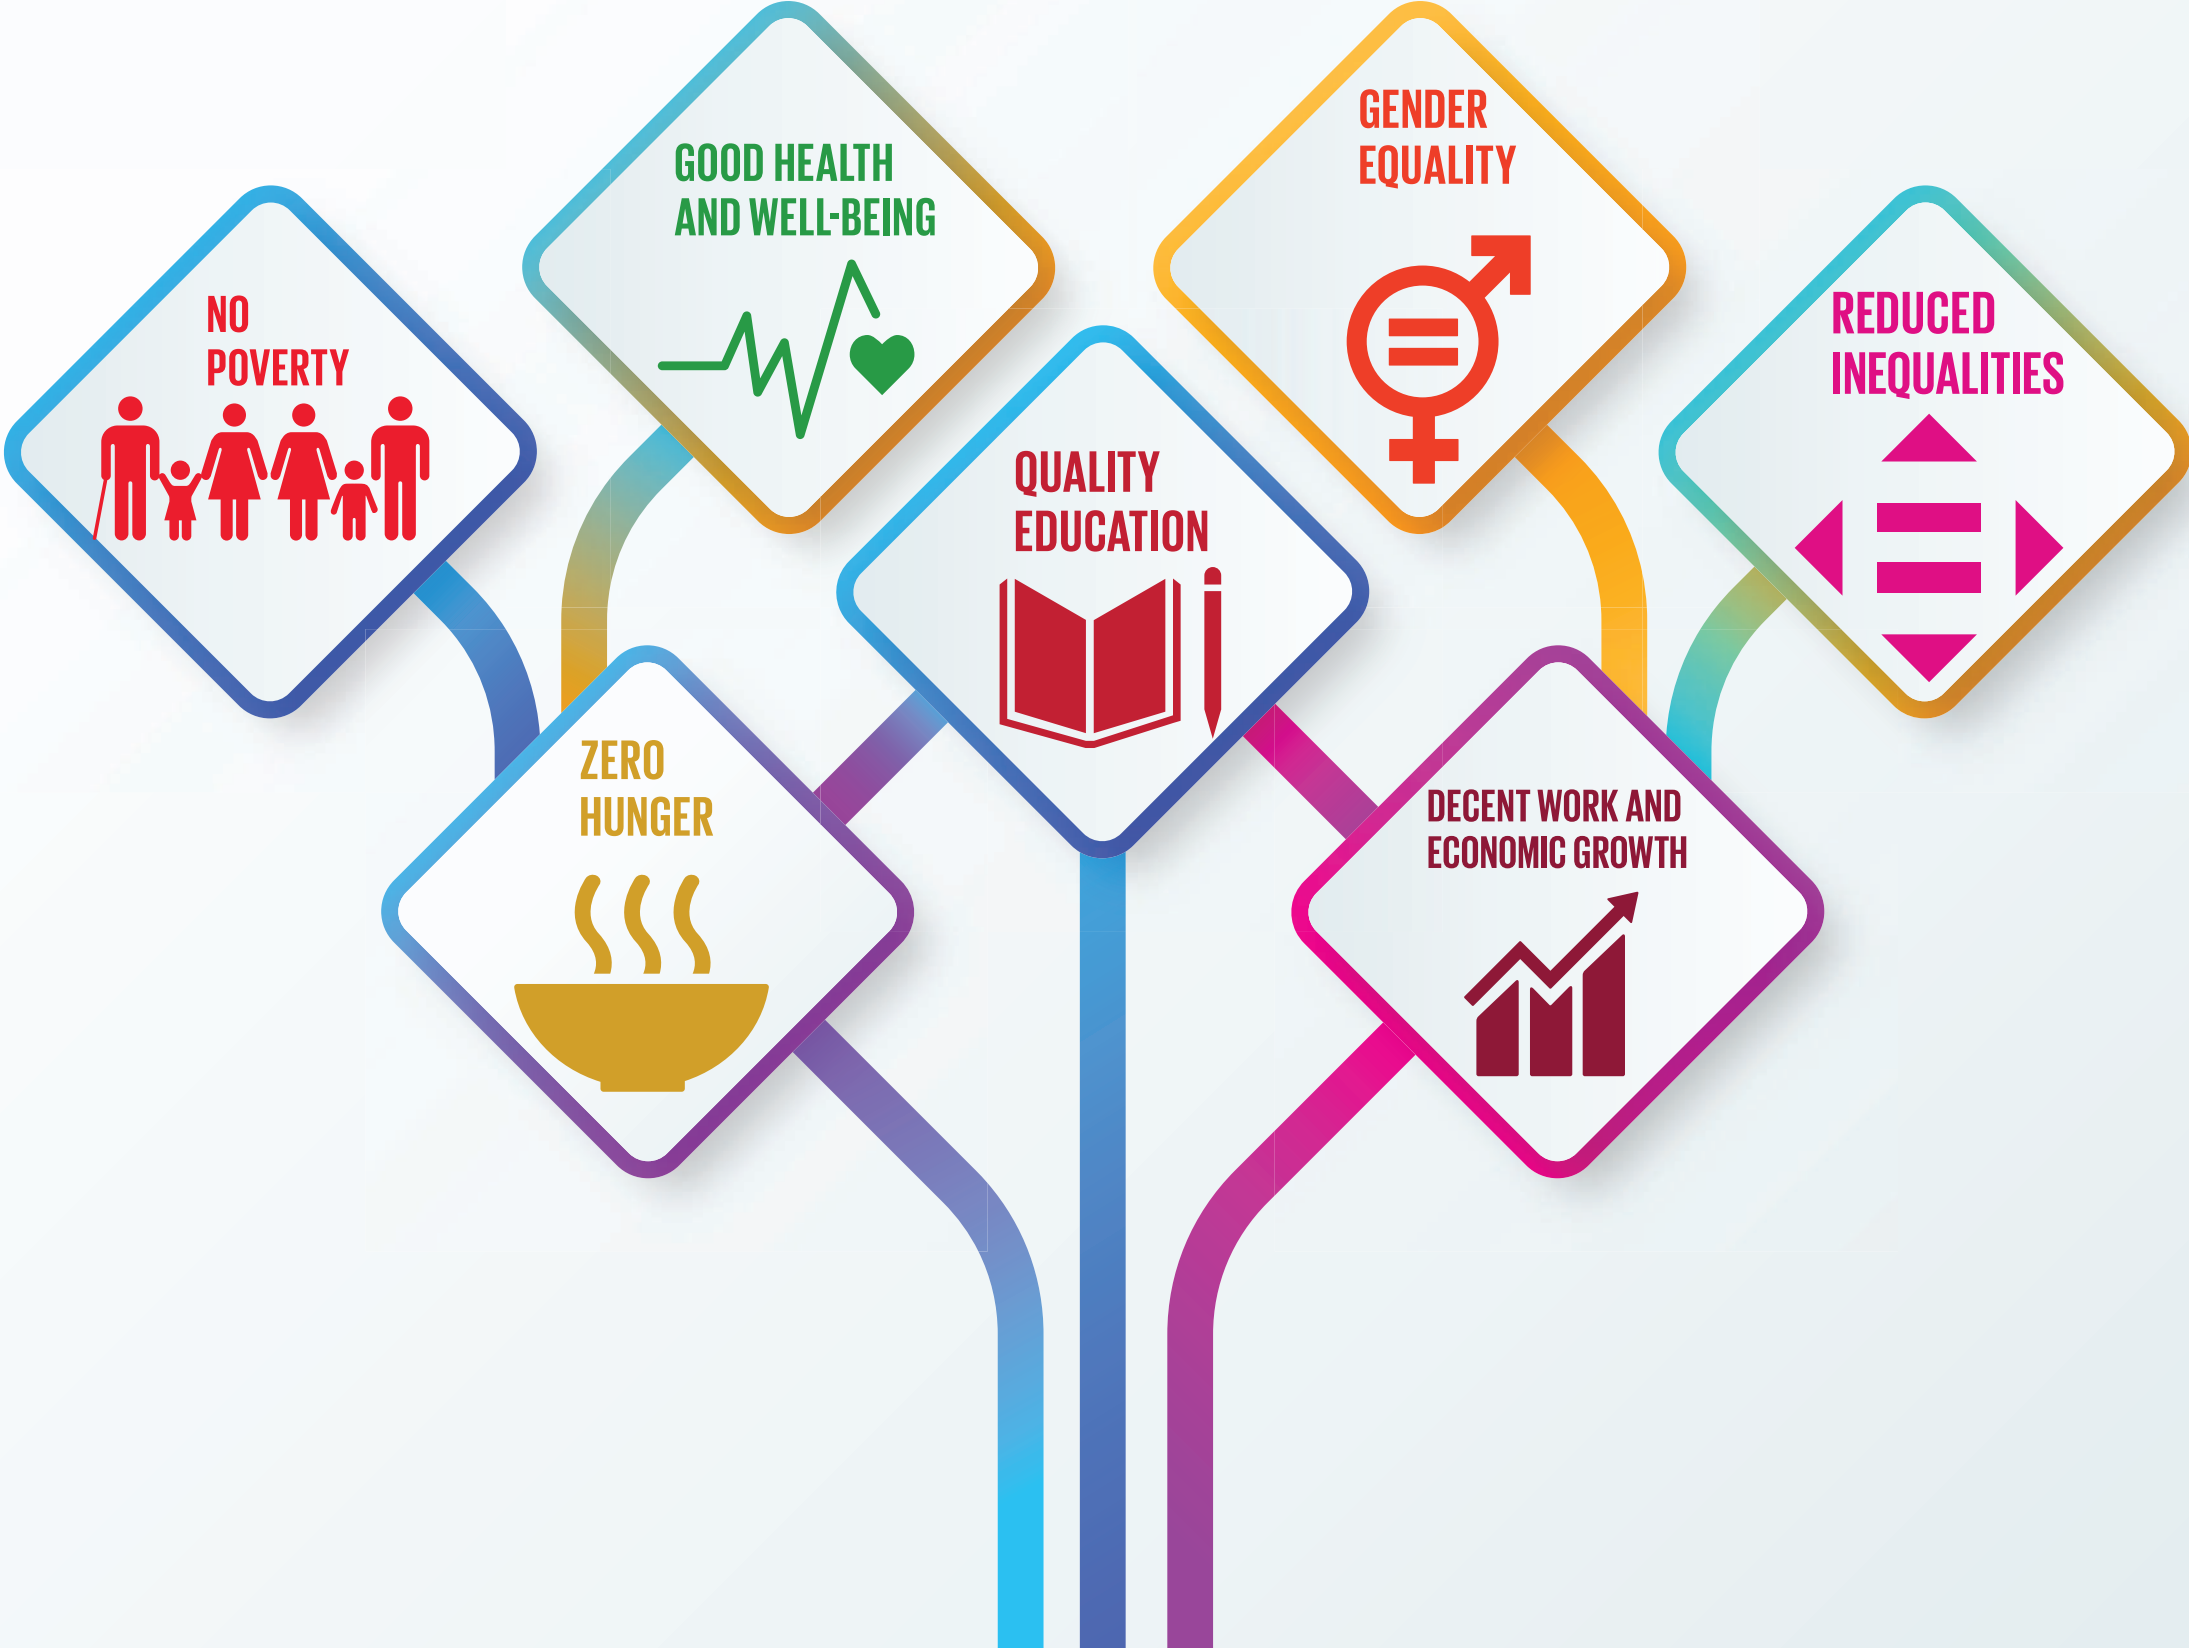 NO
POVERTY
GOOD HEALTH
AND WELL-BEING
QUALITY
EDUCATION
GENDER
EQUALITY
REDUCED
INEQUALITIES
ZERO
HUNGER
DECENT WORK AND
ECONOMIC GROWTH